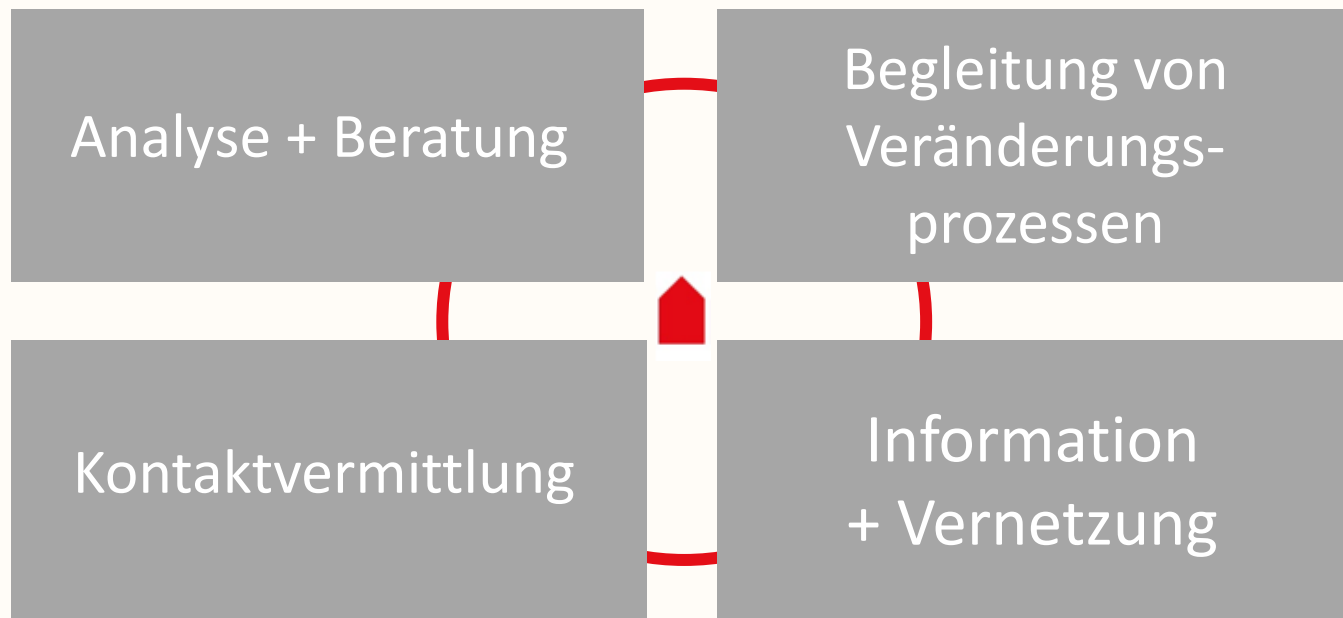 Analyse + Beratung
Begleitung von
Veränderungs-
prozessen
Kontaktvermittlung
Information
+ Vernetzung